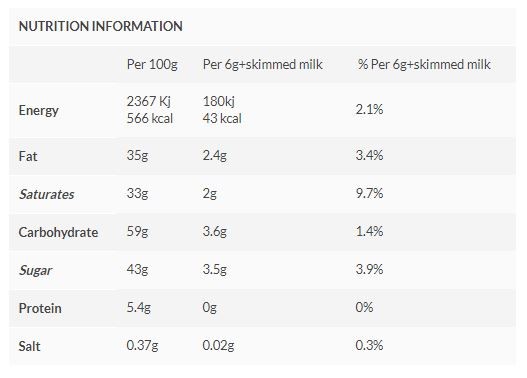 NUTRITION INFORMATION
Per 100g Per 6g+skimmed milk % Per 6g+skimmed milk
Energy 2367 Kj 180kj 2.1%
566 kcal 43 kcal
Fat 35g 2.4g 3.4%
Saturates 33g 2g 9.7%
Carbohydrate 59g 3.6g 1.4%
Sugar 43g 3.5g 3.9%
Protein 5.4g 0g 0%
Salt 0.37g 0.02g 0.3%